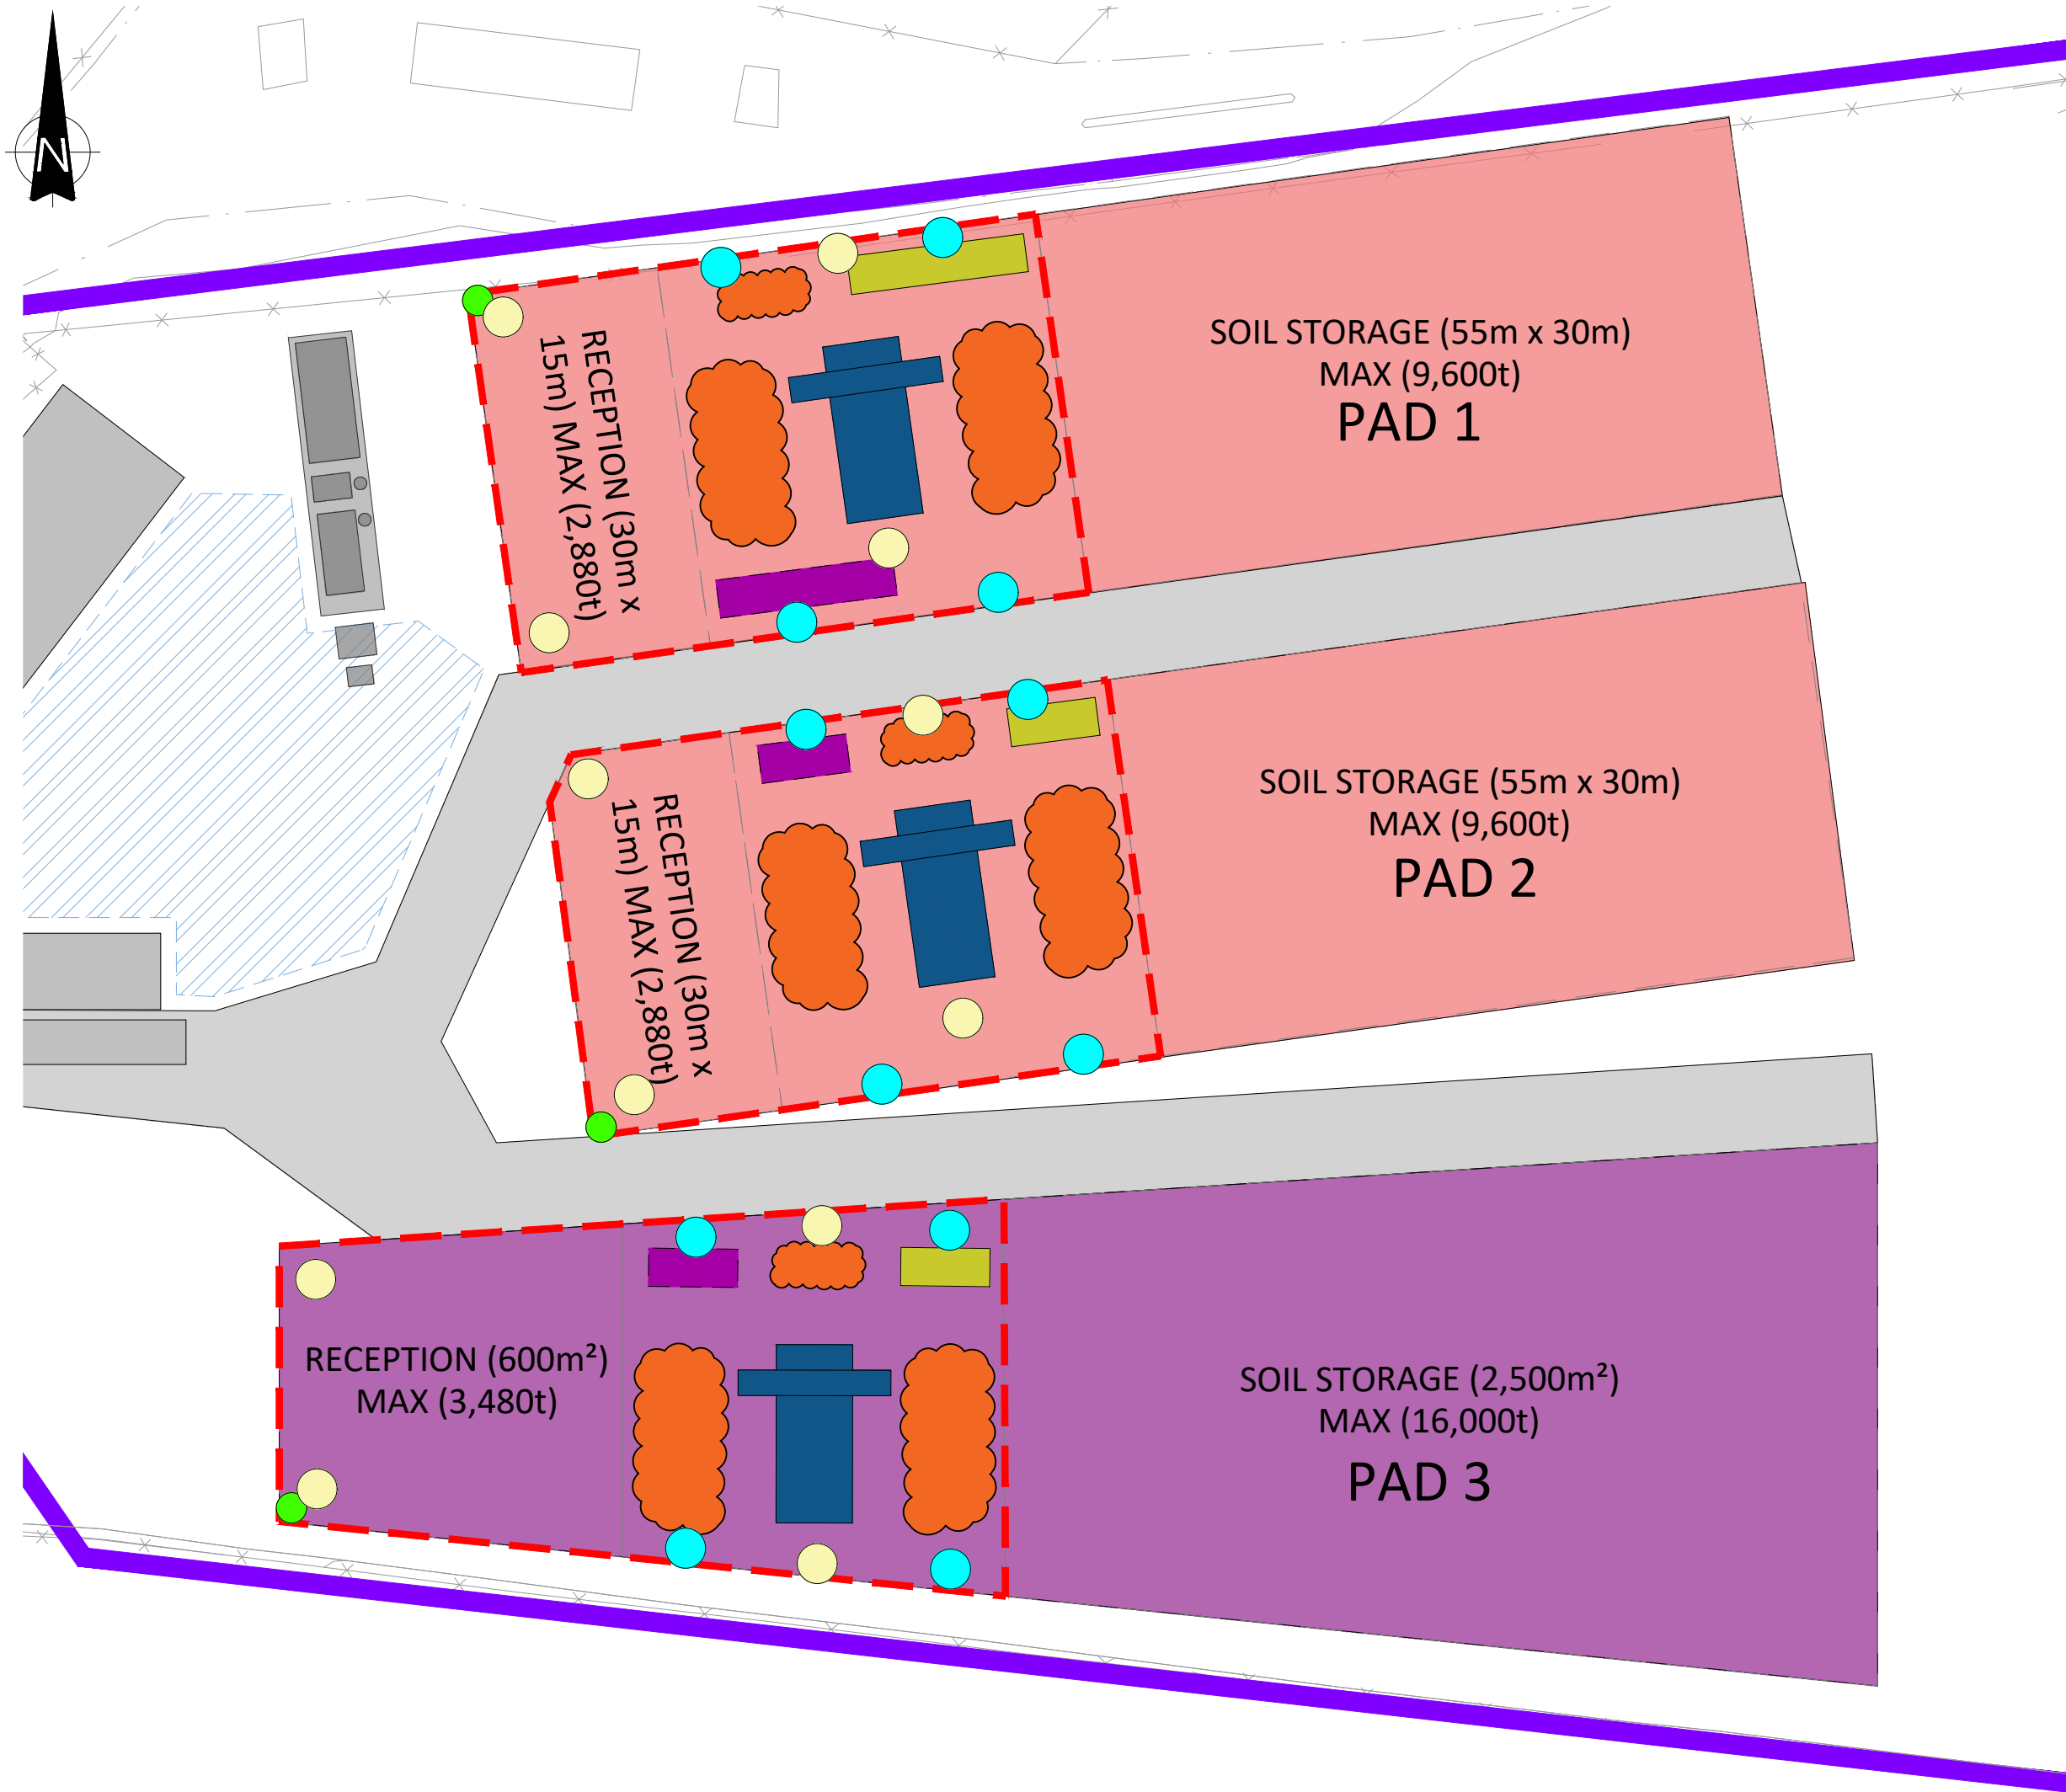 N
RECEPTION (30m x
15m) MAX (2,880t)
SOIL STORAGE (55m x 30m)
MAX (9,600t)
PAD 1
RECEPTION (30m x
15m) MAX (2,880t)
SOIL STORAGE (55m x 30m)
MAX (9,600t)
PAD 2
RECEPTION (600m²)
MAX (3,480t)
SOIL STORAGE (2,500m²)
MAX (16,000t)
PAD 3